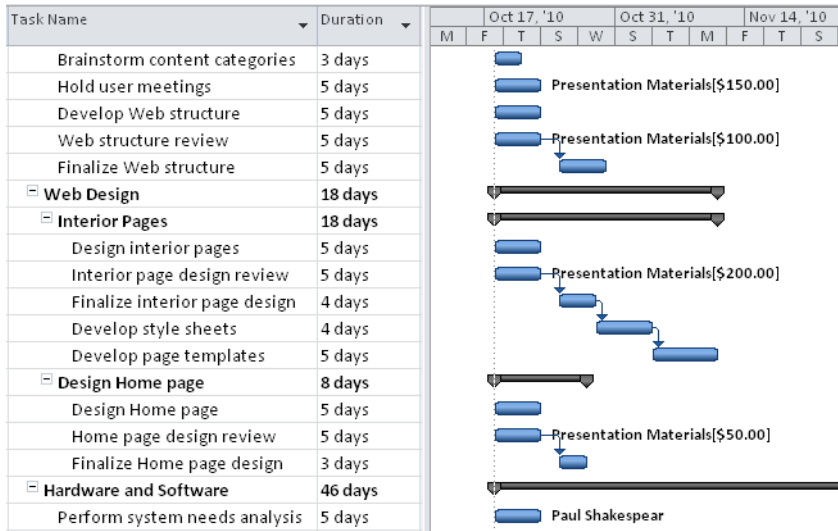 Task Name Duration Oct 17, '10 Oct 31, '10 Nov 14, '10
M F T S W S T M F T S
Brainstorm content categories 3 days
Hold user meetings 5 days Presentation Materials[$150.00]
Develop Web structure 5 days
Web structure review 5 days Presentation Materials[$100.00]
Finalize Web structure 5 days
Web Design 18 days
Interior Pages 18 days
Design interior pages 5 days
Interior page design review 5 days Presentation Materials[$200.00]
Finalize interior page design 4 days
Develop style sheets 4 days
Develop page templates 5 days
Design Home page 8 days
Design Home page 5 days
Home page design review 5 days Presentation Materials[$50.00]
Finalize Home page design 3 days
Hardware and Software 46 days
Perform system needs analysis 5 days Paul Shakespear